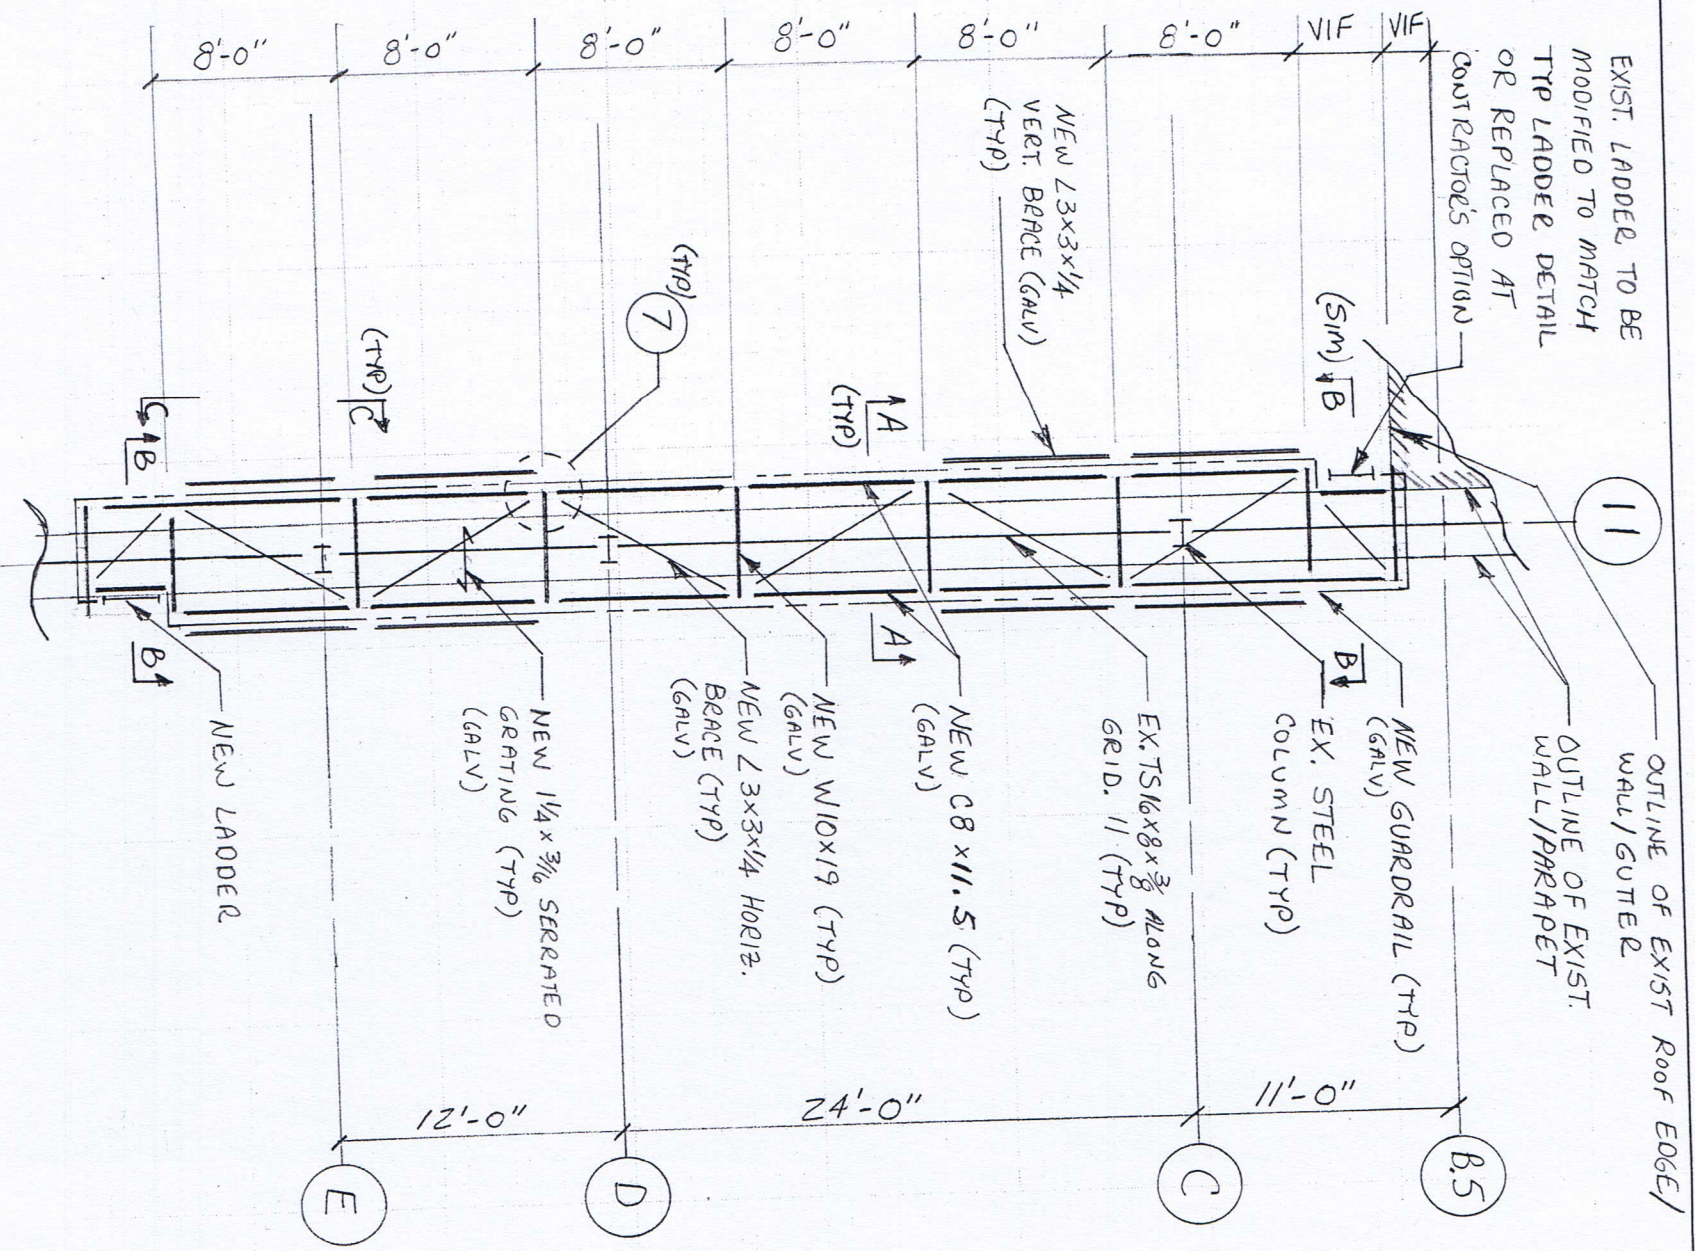 EXIST. LADDER TO BE
MODIFIED TO MATCH
TYP LADDER DETAIL
OR REPLACED AT
CONTRACTOR'S OPTION
VIF
VIF
8'-0"
8'-0"
8'-0"
8'-0"
8'-0"
8'-0"
(SIM)
B
NEW L3x3x1/4
VERT. BRACE (GALV)
(TYP)
A
(TYP)
(TYP)
7
(TYP)
C
C
B
11
B
A
B
OUTLINE OF EXIST ROOF EDGE/
WALL/GUTTER
OUTLINE OF EXIST.
WALL/PARAPET
NEW GUARDRAIL (TYP)
(GALV)
EX. STEEL
COLUMN (TYP)
EX. TS16x8x3/8 ALONG
GRID. 11 (TYP)
NEW C8x11.5 (TYP)
(GALV)
NEW W10x19 (TYP)
(GALV)
NEW L3x3x1/4 HORIZ.
BRACE (TYP)
(GALV)
NEW 1 1/4 x 3/16 SERRATED
GRATING (TYP)
(GALV)
NEW LADDER
11'-0"
24'-0"
12'-0"
B.5
C
D
E